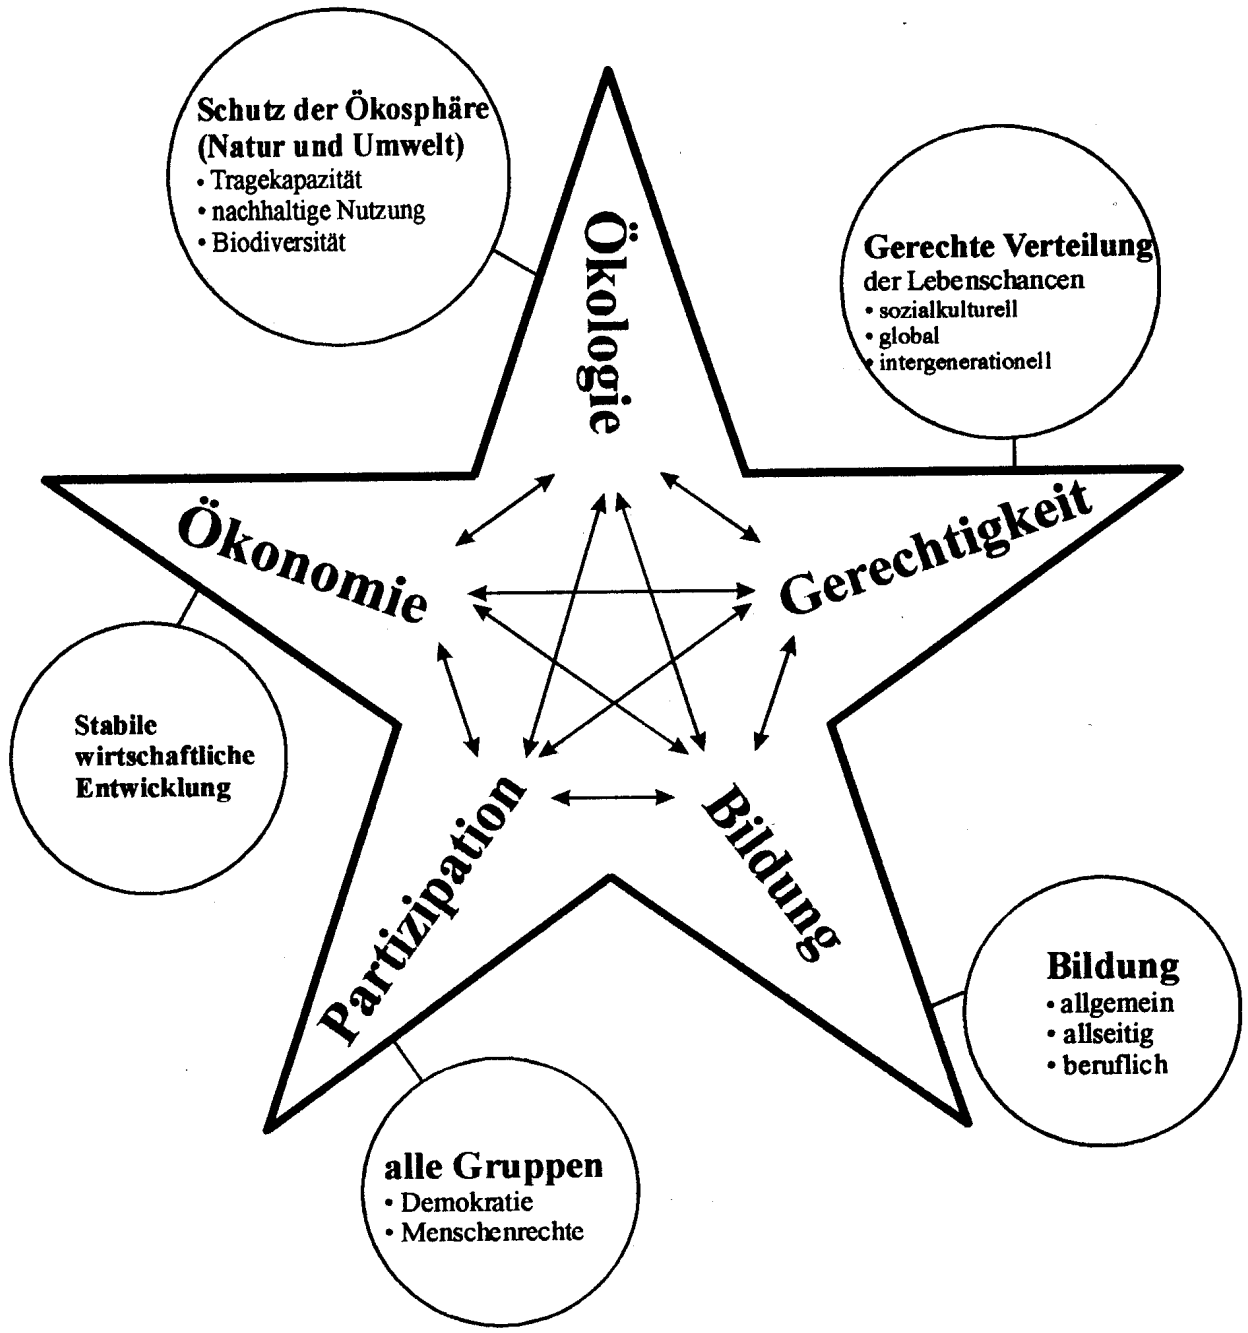 Schutz der Ökosphäre
(Natur und Umwelt)
• Tragekapazität
• nachhaltige Nutzung
• Biodiversität
Gerechte Verteilung
der Lebenschancen
• sozialkulturell
• global
• intergenerationell
Ökologie
Ökonomie
Gerechtigkeit
Stabile
wirtschaftliche
Entwicklung
Partizipation
Bildung
Bildung
• allgemein
• allseitig
• beruflich
alle Gruppen
• Demokratie
• Menschenrechte